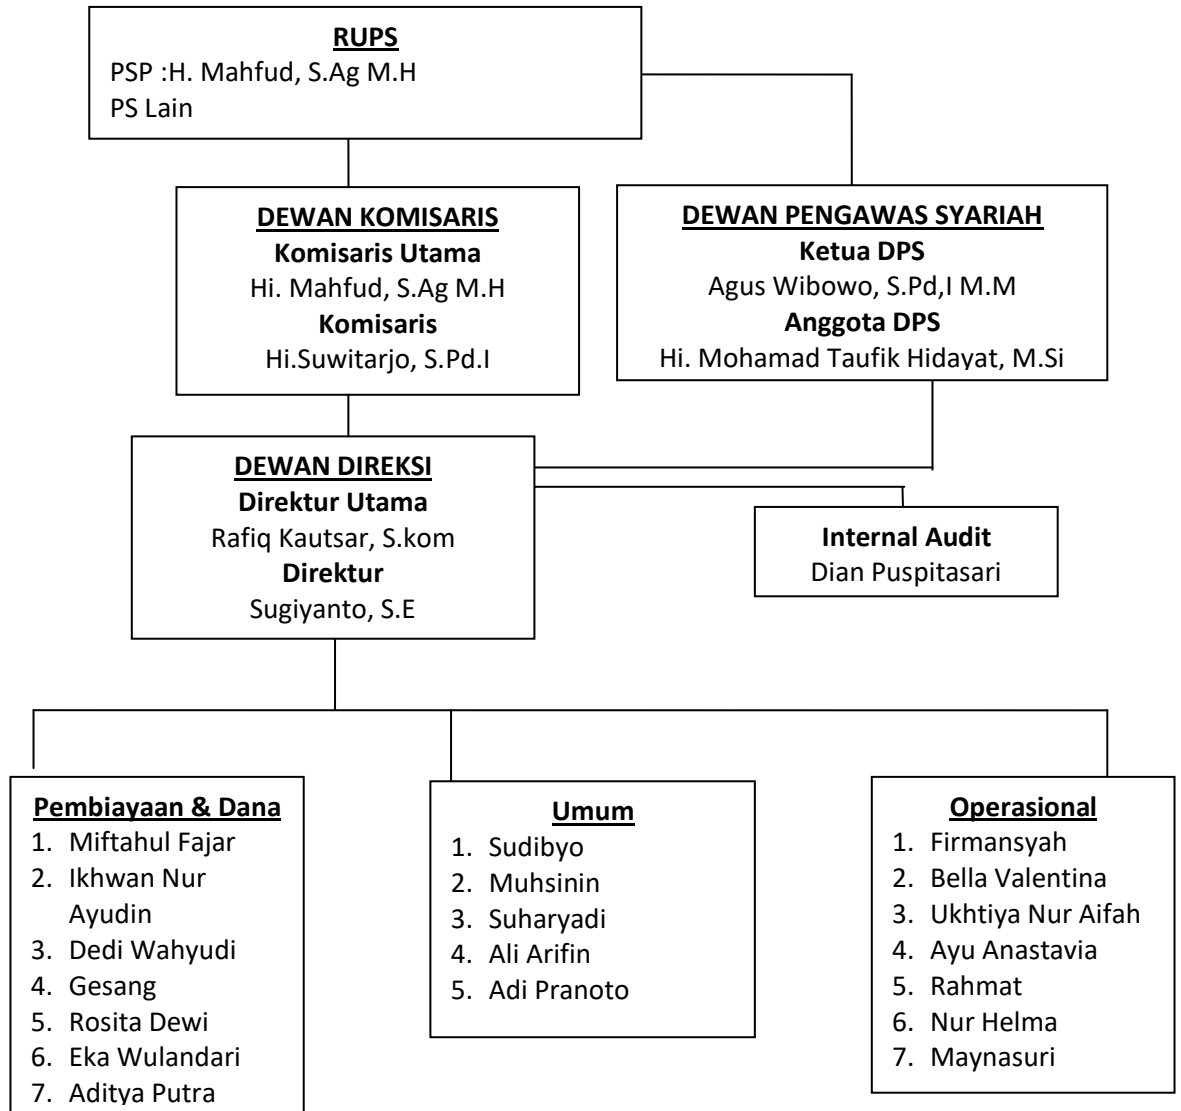 RUPS
PSP :H. Mahfud, S.Ag M.H
PS Lain
DEWAN KOMISARIS
Komisaris Utama
Hi. Mahfud, S.Ag M.H
Komisaris
Hi.Suwitarjo, S.Pd.I
DEWAN PENGAWAS SYARIAH
Ketua DPS
Agus Wibowo, S.Pd,I M.M
Anggota DPS
Hi. Mohamad Taufik Hidayat, M.Si
DEWAN DIREKSI
Direktur Utama
Rafiq Kautsar, S.kom
Direktur
Sugiyanto, S.E
Internal Audit
Dian Puspitasari
Pembiayaan & Dana
1. Miftahul Fajar
2. Ikhwan Nur
Ayudin
3. Dedi Wahyudi
4. Gesang
5. Rosita Dewi
6. Eka Wulandari
7. Aditya Putra
Umum
1. Sudibyo
2. Muhsinin
3. Suharyadi
4. Ali Arifin
5. Adi Pranoto
Operasional
1. Firmansyah
2. Bella Valentina
3. Ukhtiya Nur Aifah
4. Ayu Anastavia
5. Rahmat
6. Nur Helma
7. Maynasuri